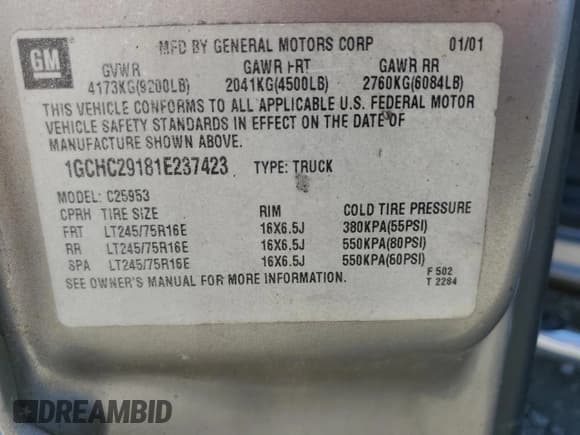 GM
MFD BY GENERAL MOTORS CORP 01/01
GVWR GAWR FRT GAWR RR
4173KG(9200LB) 2041KG(4500LB) 2760KG(6084LB)
THIS VEHICLE CONFORMS TO ALL APPLICABLE U.S. FEDERAL MOTOR
VEHICLE SAFETY STANDARDS IN EFFECT ON THE DATE OF
MANUFACTURE SHOWN ABOVE.
1GCHC29181E237423 TYPE: TRUCK
MODEL: C25953
CPRH TIRE SIZE RIM COLD TIRE PRESSURE
FRT LT245/75R16E 16X6.5J 380KPA(55PSI)
RR LT245/75R16E 16X6.5J 550KPA(80PSI)
SPA LT245/75R16E 16X6.5J 550KPA(60PSI)
SEE OWNER'S MANUAL FOR MORE INFORMATION.
F 502
T 2284
DREAMBID